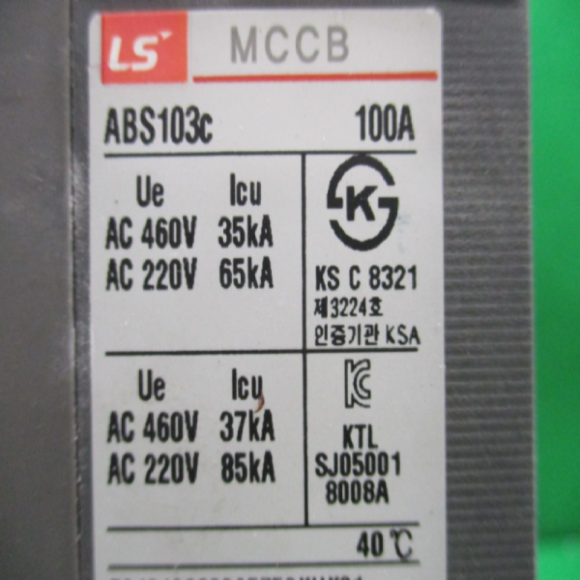 LS MCCB
ABS103c 100A
Ue Icu
AC 460V 35kA
AC 220V 65kA
K
KS C 8321
제3224호
인증기관 KSA
Ue Icu
AC 460V 37kA
AC 220V 85kA
KC
KTL
SJ05001
8008A
40℃